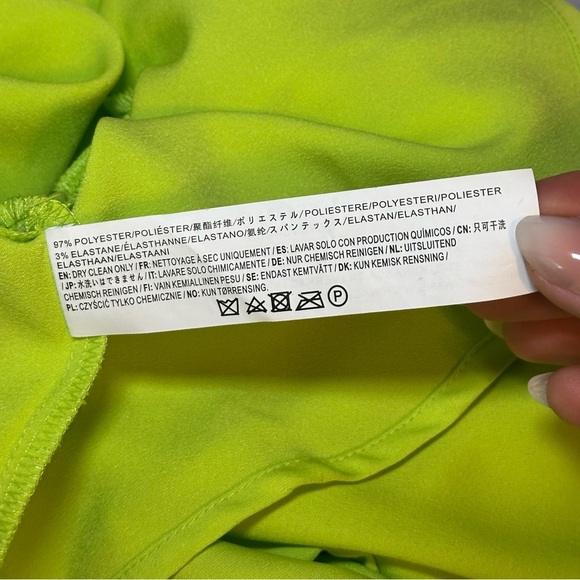 97% POLYESTER/POLIÉSTER/聚酯纤维/ポリエステル/POLIESTERE/POLYESTERI/POLIESTER
3% ELASTANE/ÉLASTHANNE/ELASTANO/氨纶/スパンテックス/ELASTAN/ELASTHAN/
ELASTHAAN/ELASTAANI
EN: DRY CLEAN ONLY / FR: NETTOYAGE À SEC UNIQUEMENT / ES: LAVAR SOLO CON PRODUCTION QUÍMICOS / CN: 只可干洗
/ JP: 水洗いはできません / IT: LAVARE SOLO CHIMICAMENTE / DE: NUR CHEMISCH REINIGEN / NL: UITSLUITEND
CHEMISCH REINIGEN / FI: VAIN KEMIALLINEN PESU / SE: ENDAST KEMTVÄTT / DK: KUN KEMISK RENSNING /
PL: CZYŚCIĆ TYLKO CHEMICZNIE / NO: KUN TØRRENSING.
P